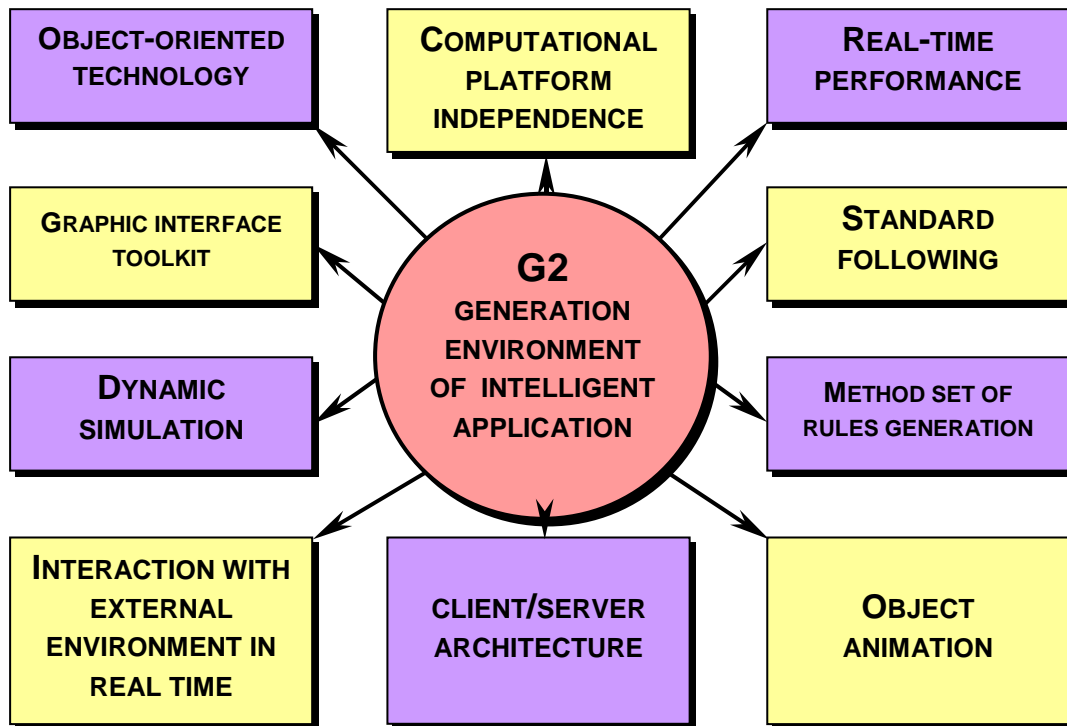 OBJECT-ORIENTED
TECHNOLOGY
COMPUTATIONAL
PLATFORM
INDEPENDENCE
REAL-TIME
PERFORMANCE
GRAPHIC INTERFACE
TOOLKIT
G2
GENERATION
ENVIRONMENT
OF INTELLIGENT
APPLICATION
STANDARD
FOLLOWING
DYNAMIC
SIMULATION
METHOD SET OF
RULES GENERATION
INTERACTION WITH
EXTERNAL
ENVIRONMENT IN
REAL TIME
CLIENT/SERVER
ARCHITECTURE
OBJECT
ANIMATION